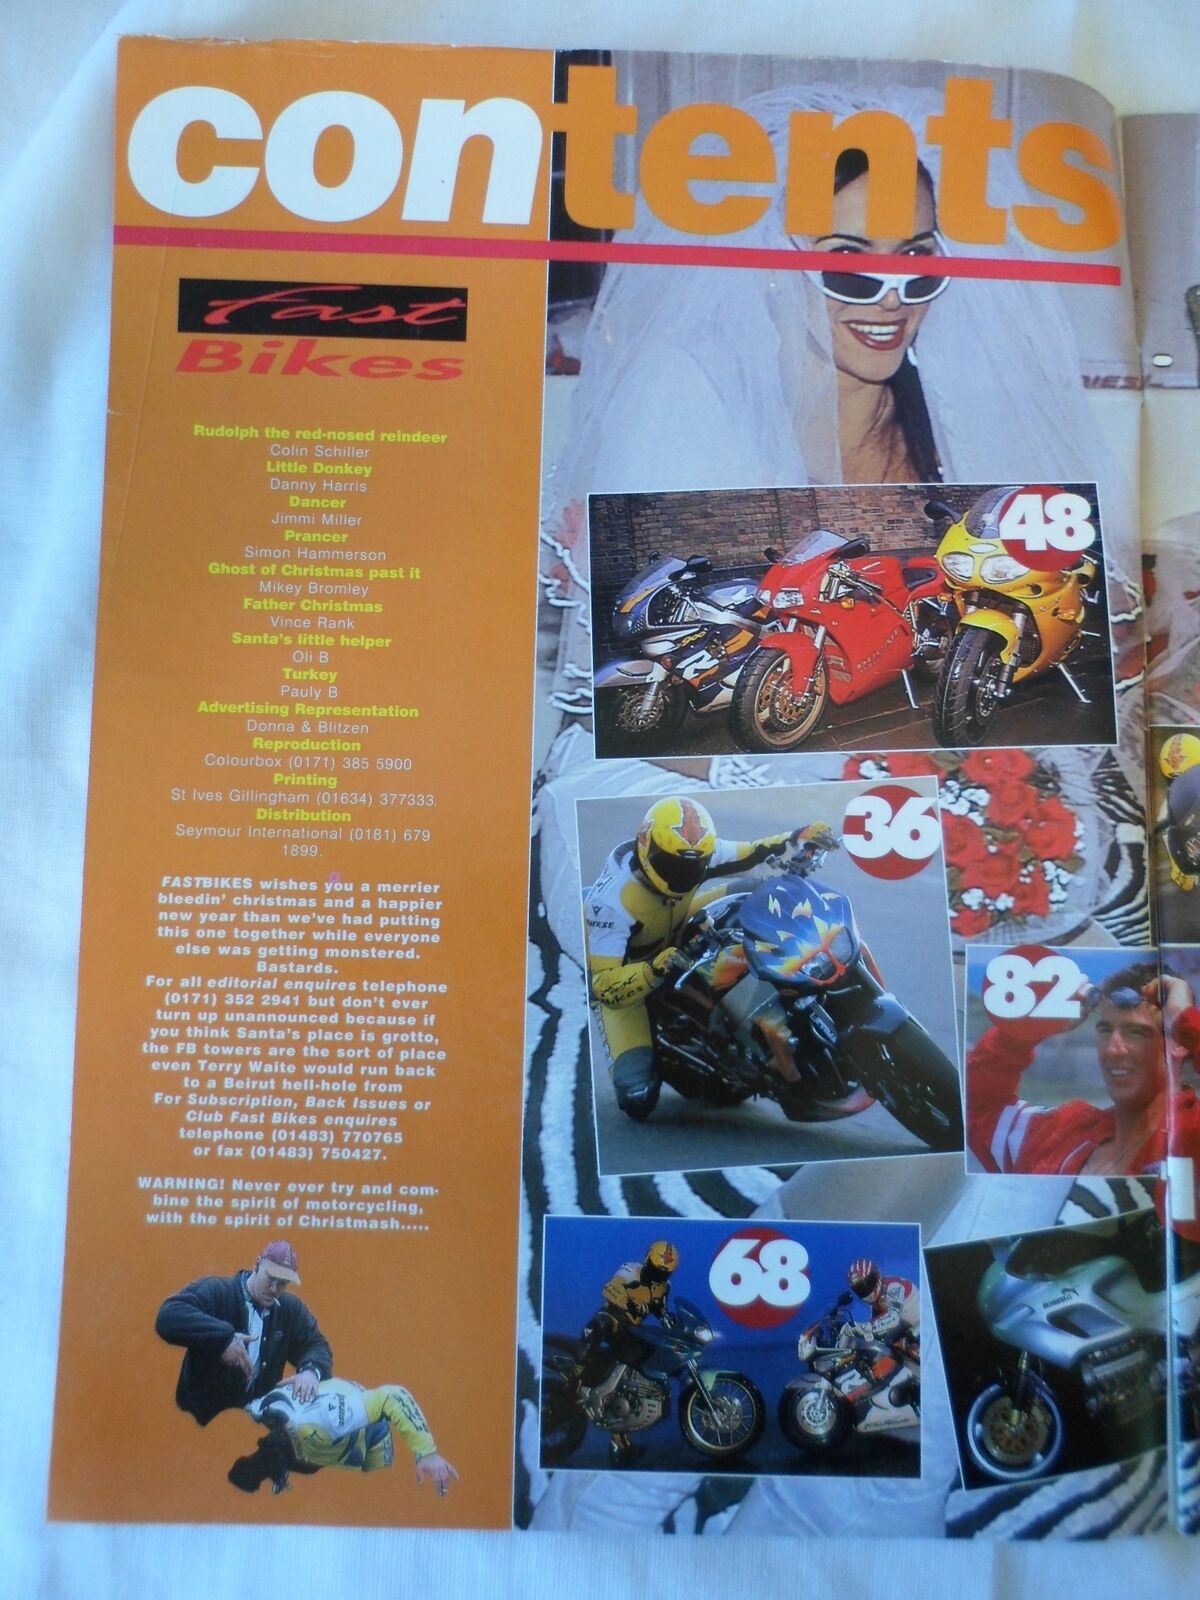 contents
Fast
Bikes
Rudolph the red-nosed reindeer
Colin Schiller
Little Donkey
Danny Harris
Dancer
Jimmi Miller
Prancer
Simon Hammerson
Ghost of Christmas past it
Mikey Bromley
Father Christmas
Vince Rank
Santa's little helper
Oli B
Turkey
Pauly B
Advertising Representation
Donna & Blitzen
Reproduction
Colourbox (0171) 385 5900
Printing
St Ives Gillingham (01634) 377333.
Distribution
Seymour International (0181) 679
1899.
FASTBIKES wishes you a merrier
bleedin' christmas and a happier
new year than we've had putting
this one together while everyone
else was getting monstered.
Bastards.
For all editorial enquires telephone
(0171) 352 2941 but don't ever
turn up unannounced because if
you think Santa's place is grotto,
the FB towers are the sort of place
even Terry Waite would run back
to a Beirut hell-hole from
For Subscription, Back Issues or
Club Fast Bikes enquires
telephone (01483) 770765
or fax (01483) 750427.
WARNING! Never ever try and com-
bine the spirit of motorcycling,
with the spirit of Christmash.....
48
900
R
DUCATI
36
Fast
Bikes
82
68